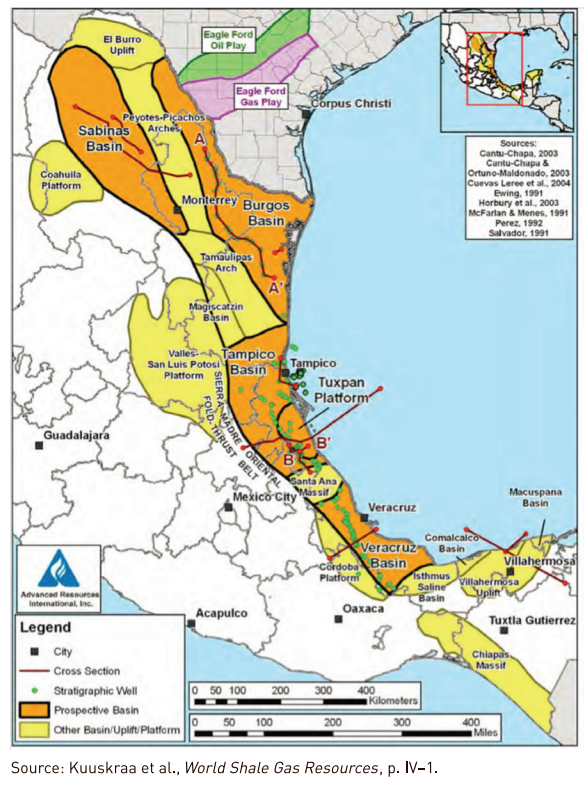 El Burro
Uplift
Eagle Ford
Oil Play
Eagle Ford
Gas Play
Corpus Christi
Peyotes-Picachos
Arches
Sabinas
Basin
A
Coahuila
Platform
Monterrey
Burgos
Basin
Tamaulipas
Arch
A'
Magiscatzin
Basin
Valles-
San Luis Potosi
Platform
Tampico
Basin
Tampico
Tuxpan
Platform
SIERRA MADRE ORIENTAL
FOLD-THRUST BELT
B
B'
Santa Ana
Massif
Guadalajara
Mexico City
Veracruz
Veracruz
Basin
Cordoba
Platform
Macuspana
Basin
Comalcalco
Basin
Villahermosa
Isthmus
Saline
Basin
Villahermosa
Uplift
Acapulco
Oaxaca
Tuxtla Gutierrez
Chiapas
Massif
Sources:
Cantu-Chapa, 2003
Cantu-Chapa &
Ortuno-Maldonado, 2003
Cuevas Leree et al., 2004
Ewing, 1991
Horbury et al., 2003
McFarlan & Menes, 1991
Perez, 1992
Salvador, 1991
Advanced Resources
International, Inc.
Legend
City
Cross Section
Stratigraphic Well
Prospective Basin
Other Basin/Uplift/Platform
0 50 100 200 300 400
Kilometers
0 50 100 200 300 400
Miles
Source: Kuuskraa et al., World Shale Gas Resources, p. IV–1.